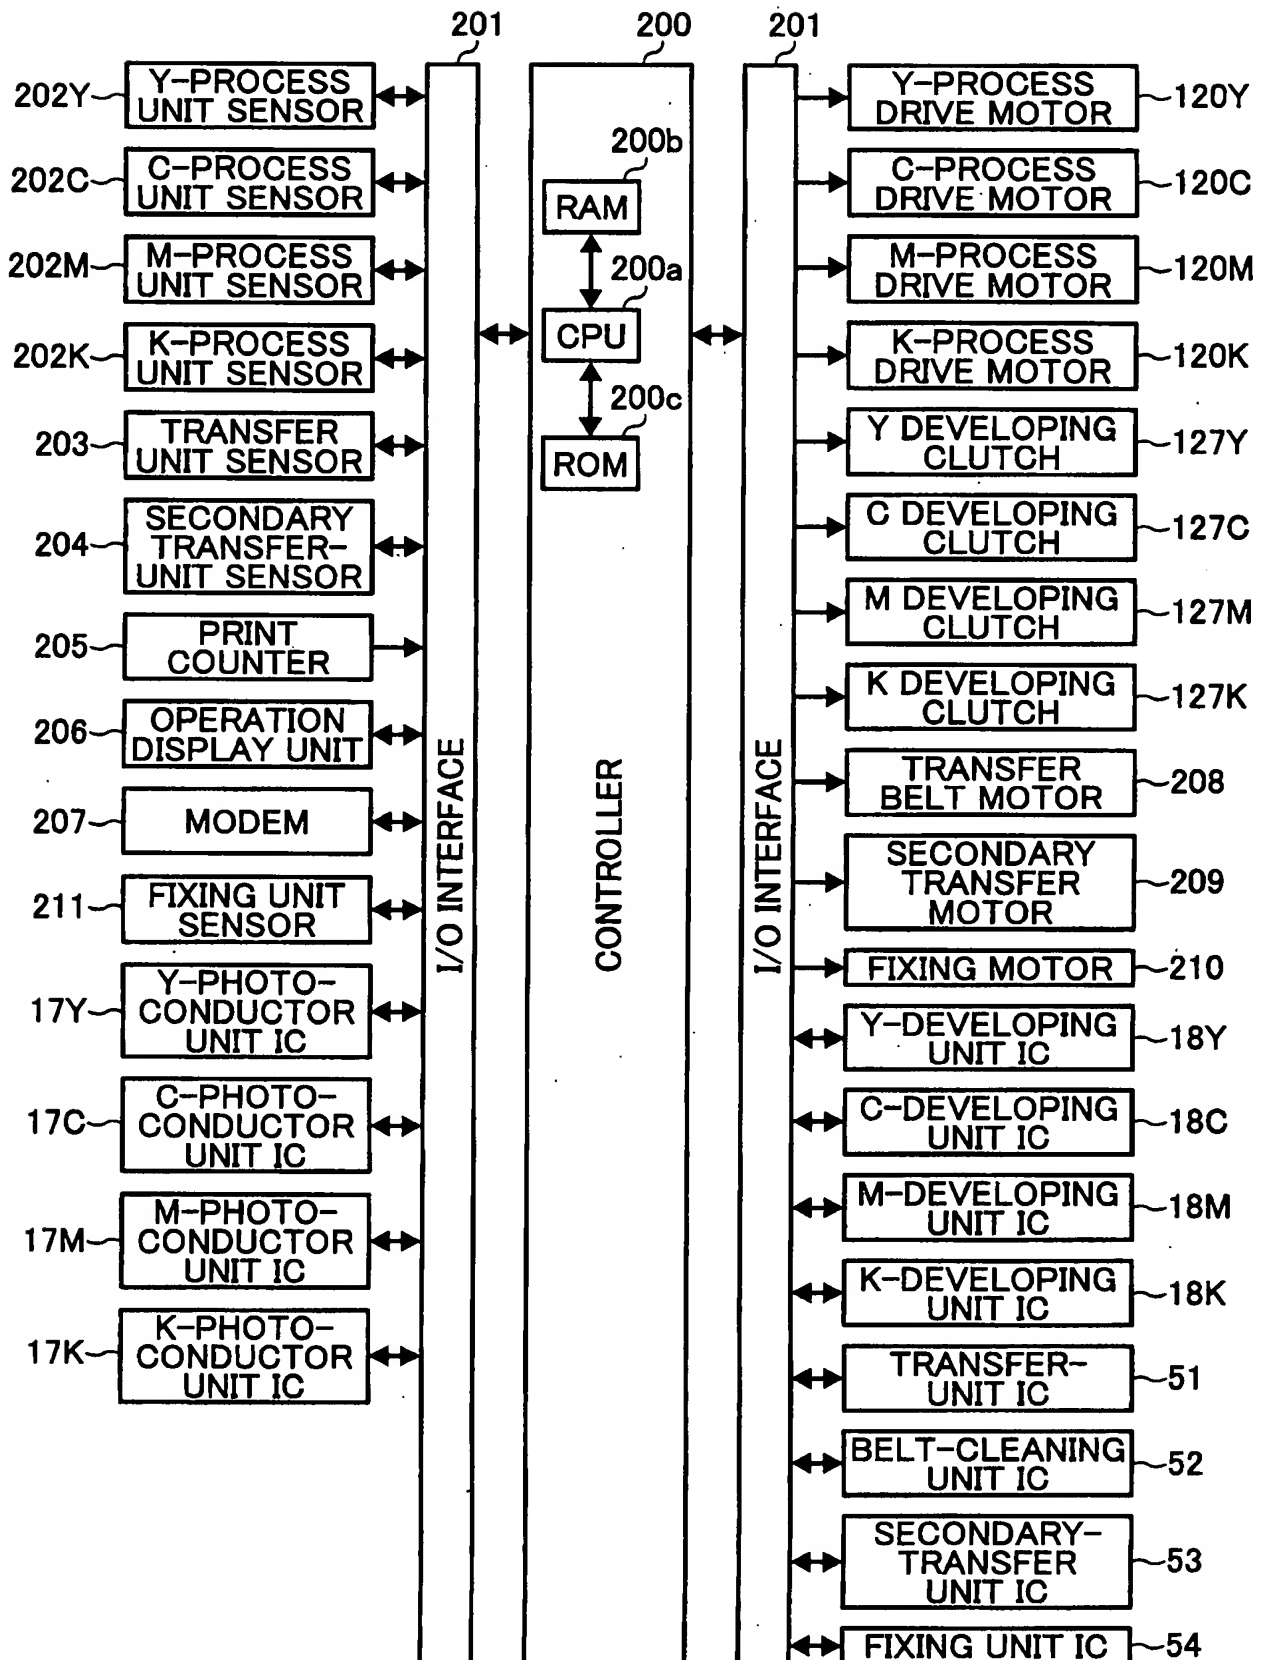 201
200
201
202Y
Y-PROCESS
UNIT SENSOR
202C
C-PROCESS
UNIT SENSOR
202M
M-PROCESS
UNIT SENSOR
202K
K-PROCESS
UNIT SENSOR
203
TRANSFER
UNIT SENSOR
204
SECONDARY
TRANSFER-
UNIT SENSOR
205
PRINT
COUNTER
206
OPERATION
DISPLAY UNIT
207
MODEM
211
FIXING UNIT
SENSOR
17Y
Y-PHOTO-
CONDUCTOR
UNIT IC
17C
C-PHOTO-
CONDUCTOR
UNIT IC
17M
M-PHOTO-
CONDUCTOR
UNIT IC
17K
K-PHOTO-
CONDUCTOR
UNIT IC
I/O INTERFACE
200b
RAM
200a
CPU
200c
ROM
CONTROLLER
I/O INTERFACE
Y-PROCESS
DRIVE MOTOR
120Y
C-PROCESS
DRIVE MOTOR
120C
M-PROCESS
DRIVE MOTOR
120M
K-PROCESS
DRIVE MOTOR
120K
Y DEVELOPING
CLUTCH
127Y
C DEVELOPING
CLUTCH
127C
M DEVELOPING
CLUTCH
127M
K DEVELOPING
CLUTCH
127K
TRANSFER
BELT MOTOR
208
SECONDARY
TRANSFER
MOTOR
209
FIXING MOTOR
210
Y-DEVELOPING
UNIT IC
18Y
C-DEVELOPING
UNIT IC
18C
M-DEVELOPING
UNIT IC
18M
K-DEVELOPING
UNIT IC
18K
TRANSFER-
UNIT IC
51
BELT-CLEANING
UNIT IC
52
SECONDARY-
TRANSFER
UNIT IC
53
FIXING UNIT IC
54